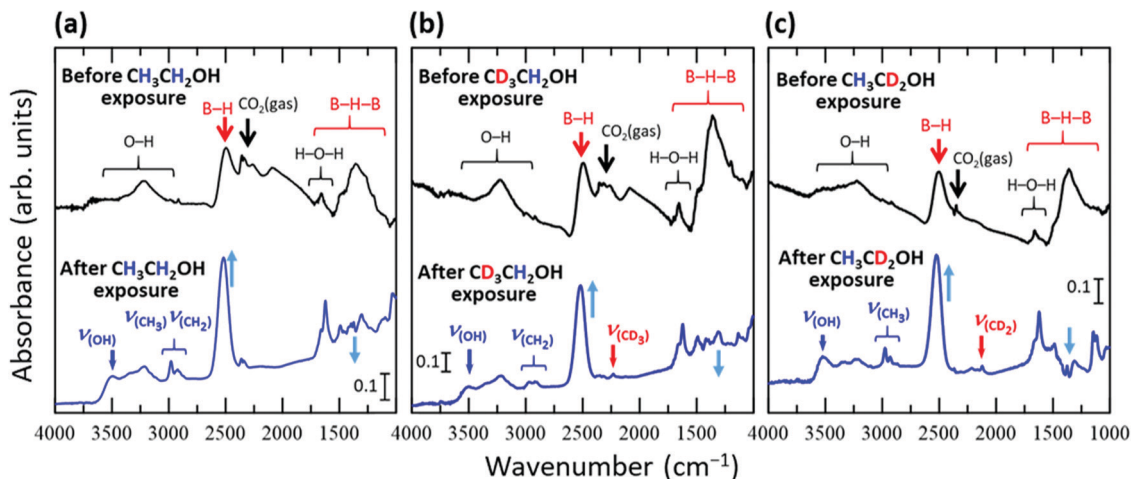 (a)
Before CH3CH2OH
exposure
B–H
CO2(gas)
B–H–B
O–H
H–O–H
After CH3CH2OH
exposure
ν(OH)
ν(CH3)
ν(CH2)
0.1
4000 3500 3000 2500 2000 1500 4000
(b)
Before CD3CH2OH
exposure
B–H–B
B–H
CO2(gas)
O–H
H–O–H
After CD3CH2OH
exposure
ν(OH)
ν(CH2)
ν(CD3)
0.1
3500 3000 2500 2000 1500 4000
(c)
Before CH3CD2OH
exposure
B–H
B–H–B
O–H
CO2(gas)
H–O–H
After CH3CD2OH
exposure
ν(OH)
ν(CH3)
ν(CD2)
0.1
3500 3000 2500 2000 1500 1000
Absorbance (arb. units)
Wavenumber (cm−1)